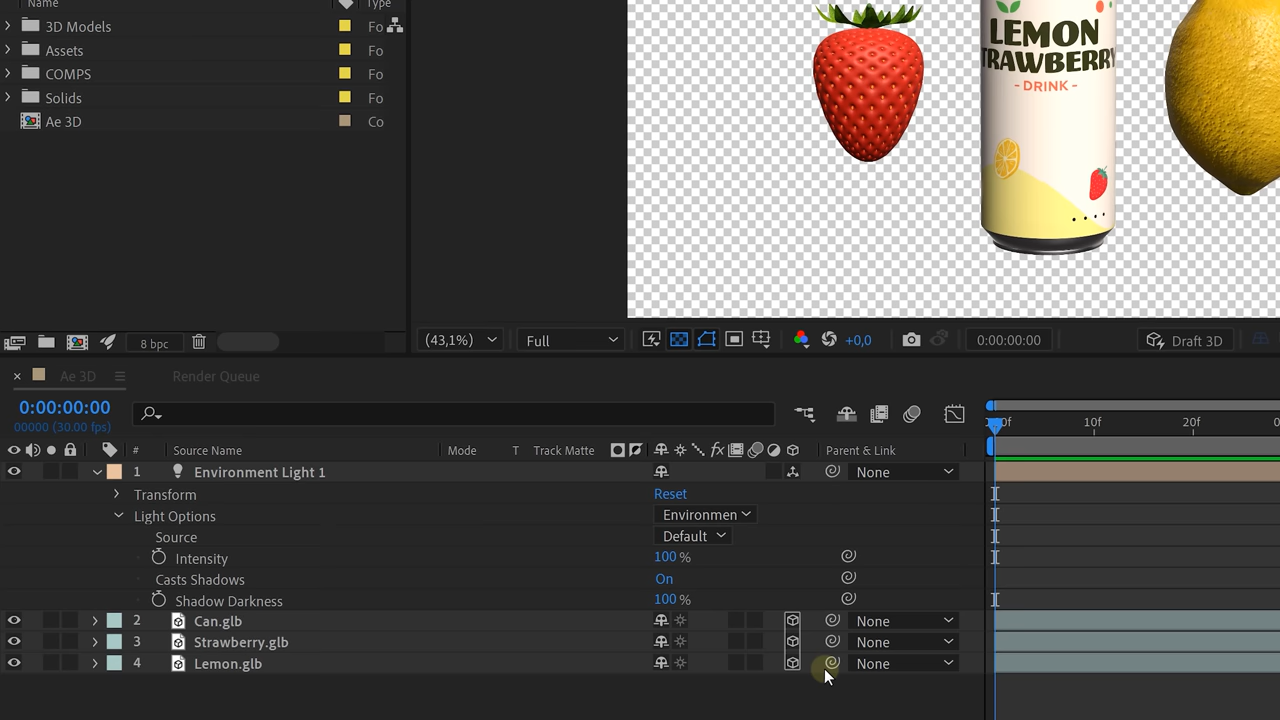 Name
Type
3D Models
Fo
Assets
Fo
COMPS
Fo
Solids
Fo
Ae 3D
Co
LEMON
TRAWBERRY
- DRINK -
8 bpc
(43,1%)
Full
+0,0
0:00:00:00
Draft 3D
Ae 3D
Render Queue
0:00:00:00
00000 (30.00 fps)
10f
20f
#
Source Name
Mode
T
Track Matte
fx
Parent & Link
1
Environment Light 1
None
Transform
Reset
Light Options
Environmen
Source
Default
Intensity
100 %
Casts Shadows
On
Shadow Darkness
100 %
2
Can.glb
None
3
Strawberry.glb
None
4
Lemon.glb
None